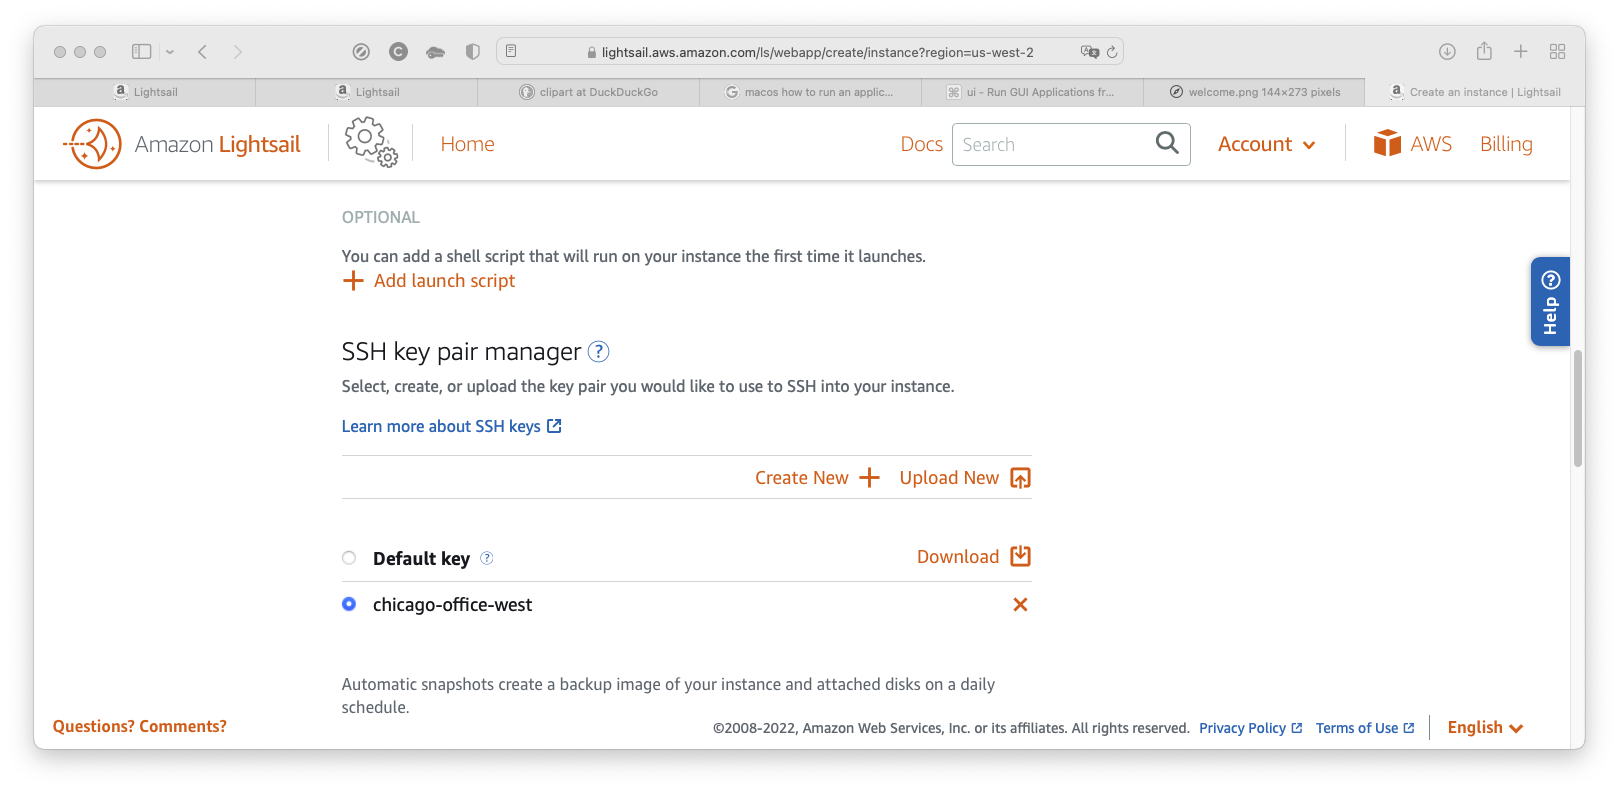 lightsail.aws.amazon.com/ls/webapp/create/instance?region=us-west-2
Lightsail
Lightsail
clipart at DuckDuckGo
macos how to run an applic...
ui - Run GUI Applications fr...
welcome.png 144×273 pixels
Create an instance | Lightsail
Amazon Lightsail
Home
Docs
Search
Account
AWS
Billing
OPTIONAL
You can add a shell script that will run on your instance the first time it launches.
Add launch script
Help
SSH key pair manager
Select, create, or upload the key pair you would like to use to SSH into your instance.
Learn more about SSH keys
Create New
Upload New
Default key
Download
chicago-office-west
Automatic snapshots create a backup image of your instance and attached disks on a daily
schedule.
Questions? Comments?
©2008-2022, Amazon Web Services, Inc. or its affiliates. All rights reserved.
Privacy Policy
Terms of Use
English